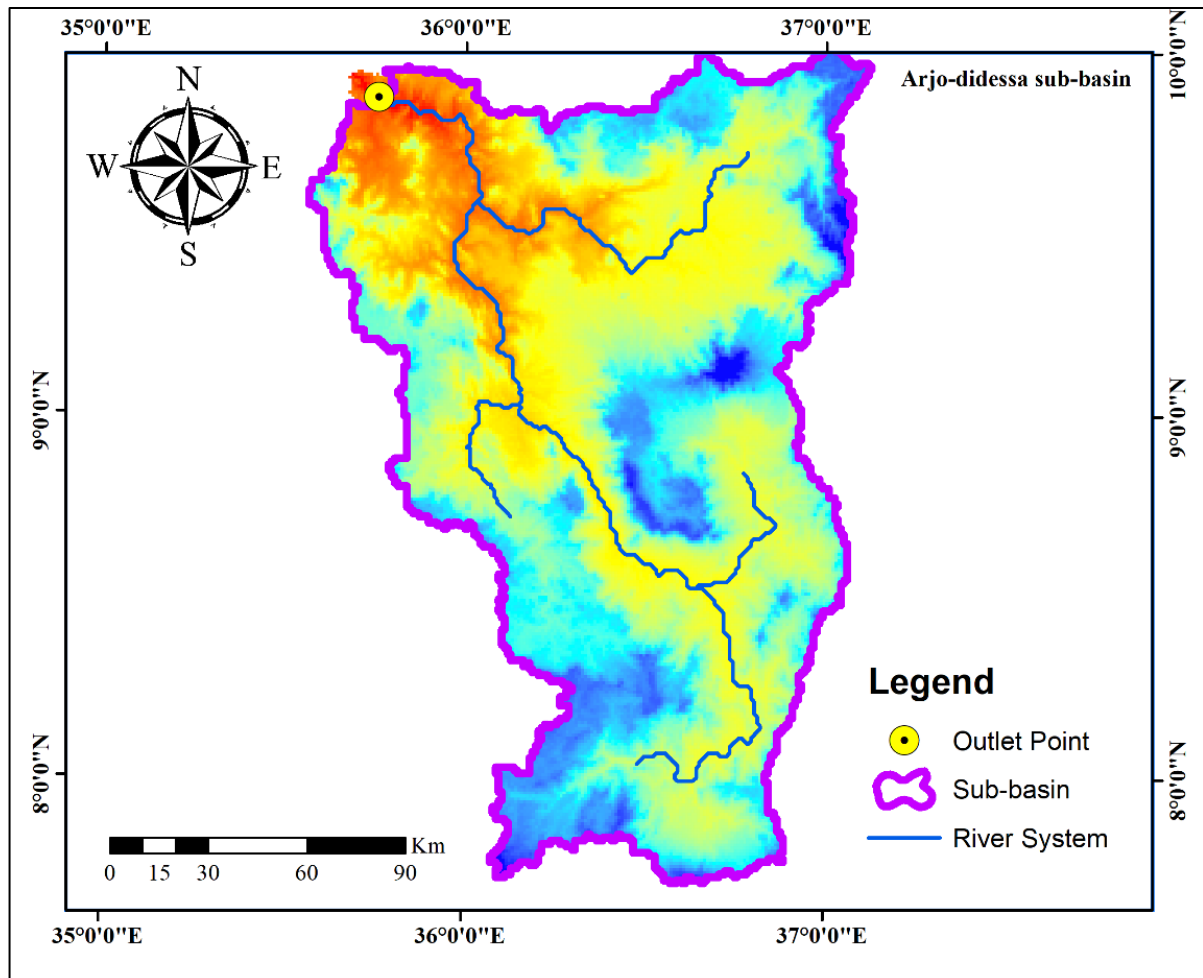 35°0'0"E 36°0'0"E 37°0'0"E
10°0'0"N
Arjo-didessa sub-basin
N
W E
S
9°0'0"N 9°0'0"N
Legend
Outlet Point
8°0'0"N 8°0'0"N
Sub-basin
River System
Km
0 15 30 60 90
35°0'0"E 36°0'0"E 37°0'0"E